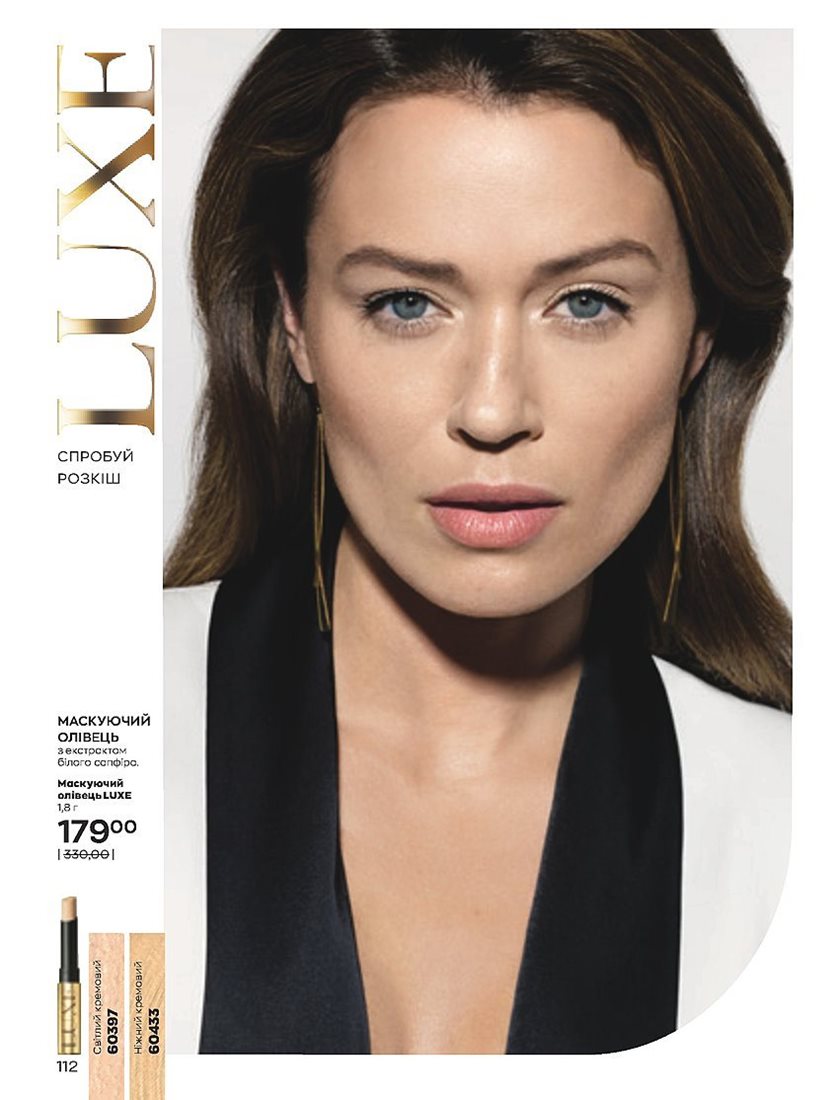 LUXE
СПРОБУЙ
РОЗКІШ
МАСКУЮЧИЙ
ОЛІВЕЦЬ
з екстрактом
білого сапфіра.
Маскуючий
олівець LUXE
1,8 г
179⁰⁰
| 330,00 |
LUXE
Світлий кремовий
60397
Ніжний кремовий
60433
112